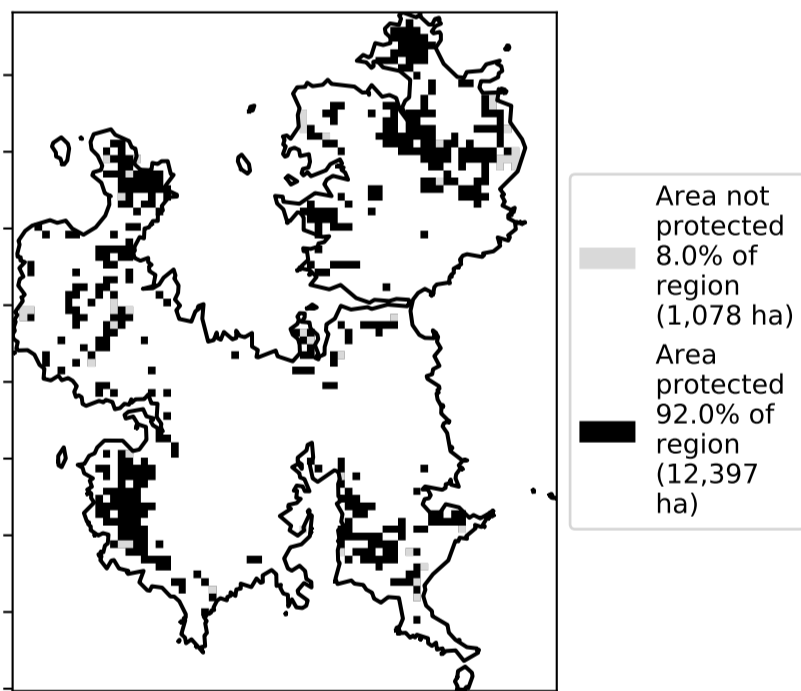 Area not
protected
8.0% of
region
(1,078 ha)
Area
protected
92.0% of
region
(12,397
ha)